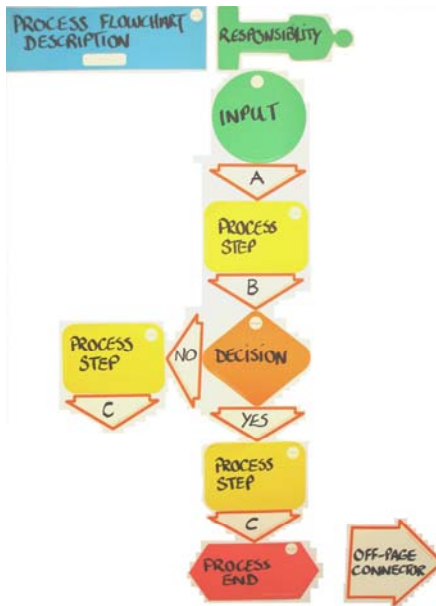 PROCESS FLOWCHART
DESCRIPTION
RESPONSIBILITY
INPUT
A
PROCESS
STEP
B
DECISION
NO
PROCESS
STEP
C
YES
PROCESS
STEP
C
PROCESS
END
OFF-PAGE
CONNECTOR